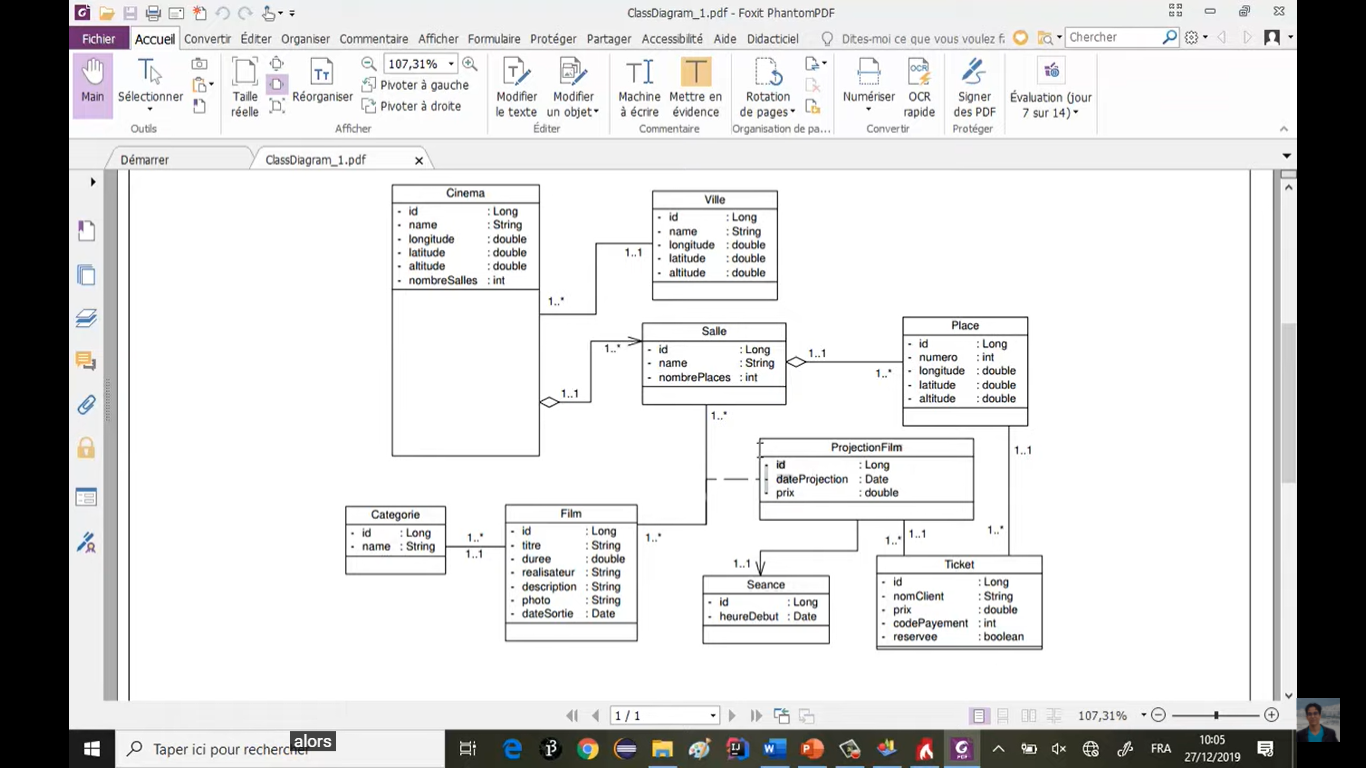 ClassDiagram_1.pdf - Foxit PhantomPDF
Fichier Accueil Convertir Éditer Organiser Commentaire Afficher Formulaire Protéger Partager Accessibilité Aide Didacticiel Dites-moi ce que vous voulez f Chercher
Main
Sélectionner
Outils
Taille
réelle
Réorganiser
107,31%
Pivoter à gauche
Pivoter à droite
Afficher
Modifier
le texte
Modifier
un objet
Éditer
Machine
à écrire
Mettre en
évidence
Commentaire
Rotation
de pages
Organisation de pa...
Numériser
OCR
rapide
Convertir
Signer
des PDF
Protéger
Évaluation (jour
7 sur 14)
Démarrer ClassDiagram_1.pdf
Cinema
- id : Long
- name : String
- longitude : double
- latitude : double
- altitude : double
- nombreSalles : int
1..*
1..1
Ville
- id : Long
- name : String
- longitude : double
- latitude : double
- altitude : double
1..1
1..*
Salle
- id : Long
- name : String
- nombrePlaces : int
1..1
1..*
1..*
Place
- id : Long
- numero : int
- longitude : double
- latitude : double
- altitude : double
1..1
1..*
ProjectionFilm
- id : Long
- dateProjection : Date
- prix : double
1..* 1..1
1..1
Categorie
- id : Long
- name : String
1..*
1..1
Film
- id : Long
- titre : String
- duree : double
- realisateur : String
- description : String
- photo : String
- dateSortie : Date
1..*
Seance
- id : Long
- heureDebut : Date
Ticket
- id : Long
- nomClient : String
- prix : double
- codePayement : int
- reservee : boolean
1 / 1
107,31%
Taper ici pour rechercher
alors
FRA
10:05
27/12/2019